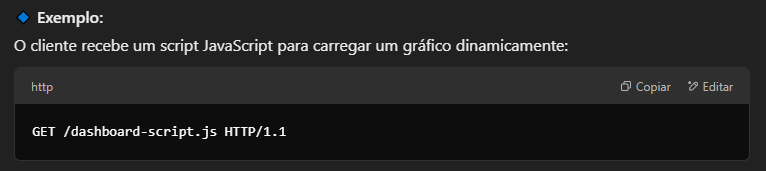 Exemplo:
O cliente recebe um script JavaScript para carregar um gráfico dinamicamente:
http
Copiar
Editar
GET /dashboard-script.js HTTP/1.1